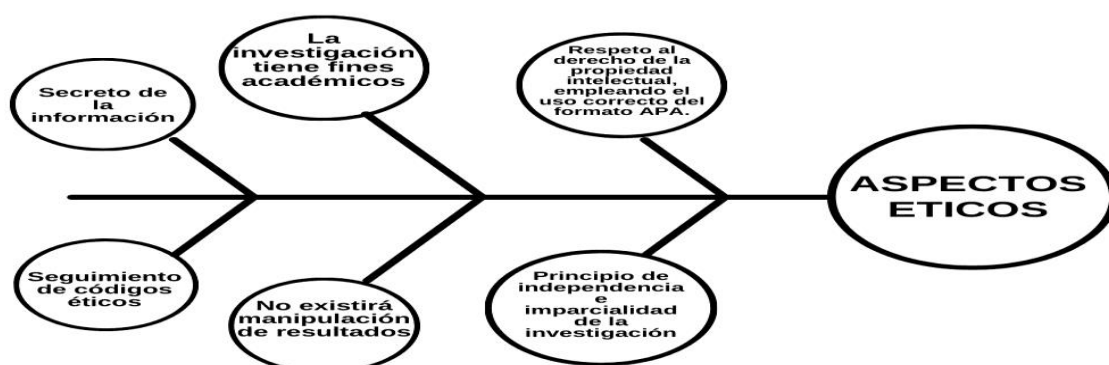 La
investigación
tiene fines
académicos
Respeto al
derecho de la
propiedad
intelectual,
empleando el
uso correcto del
formato APA.
Secreto de
la
información
ASPECTOS
ETICOS
Seguimiento
de códigos
éticos
No existirá
manipulación
de resultados
Principio de
independencia
e
imparcialidad
de la
investigación